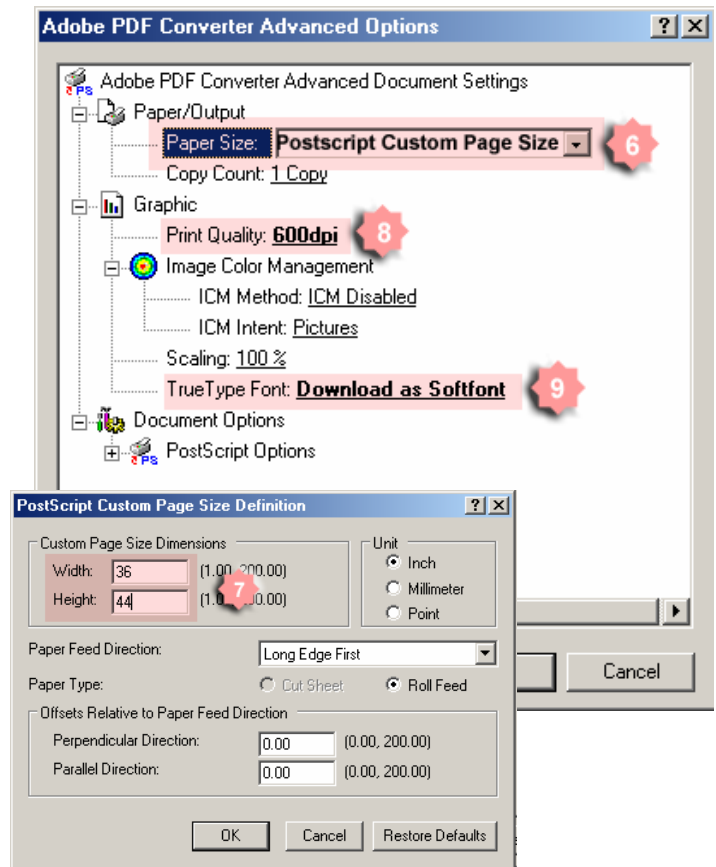 Adobe PDF Converter Advanced Options
PS Adobe PDF Converter Advanced Document Settings
Paper/Output
Paper Size: Postscript Custom Page Size 6
Copy Count: 1 Copy
Graphic
Print Quality: 600dpi 8
Image Color Management
ICM Method: ICM Disabled
ICM Intent: Pictures
Scaling: 100 %
TrueType Font: Download as Softfont 9
Document Options
PS PostScript Options
Cancel
PostScript Custom Page Size Definition
Custom Page Size Dimensions
Width: 36 (1.00, 200.00)
Height: 44 7
Unit
Inch
Millimeter
Point
Paper Feed Direction: Long Edge First
Paper Type: Cut Sheet Roll Feed
Offsets Relative to Paper Feed Direction
Perpendicular Direction: 0.00 (0.00, 200.00)
Parallel Direction: 0.00 (0.00, 200.00)
OK Cancel Restore Defaults